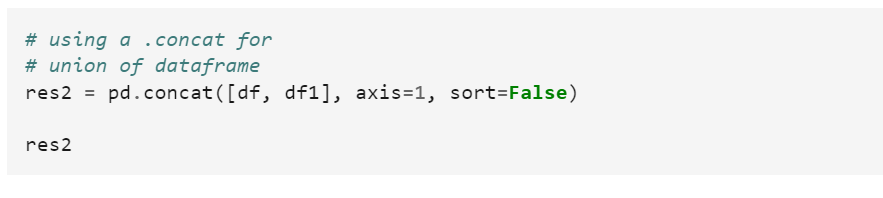 # using a .concat for
# union of dataframe
res2 = pd.concat([df, df1], axis=1, sort=False)
res2